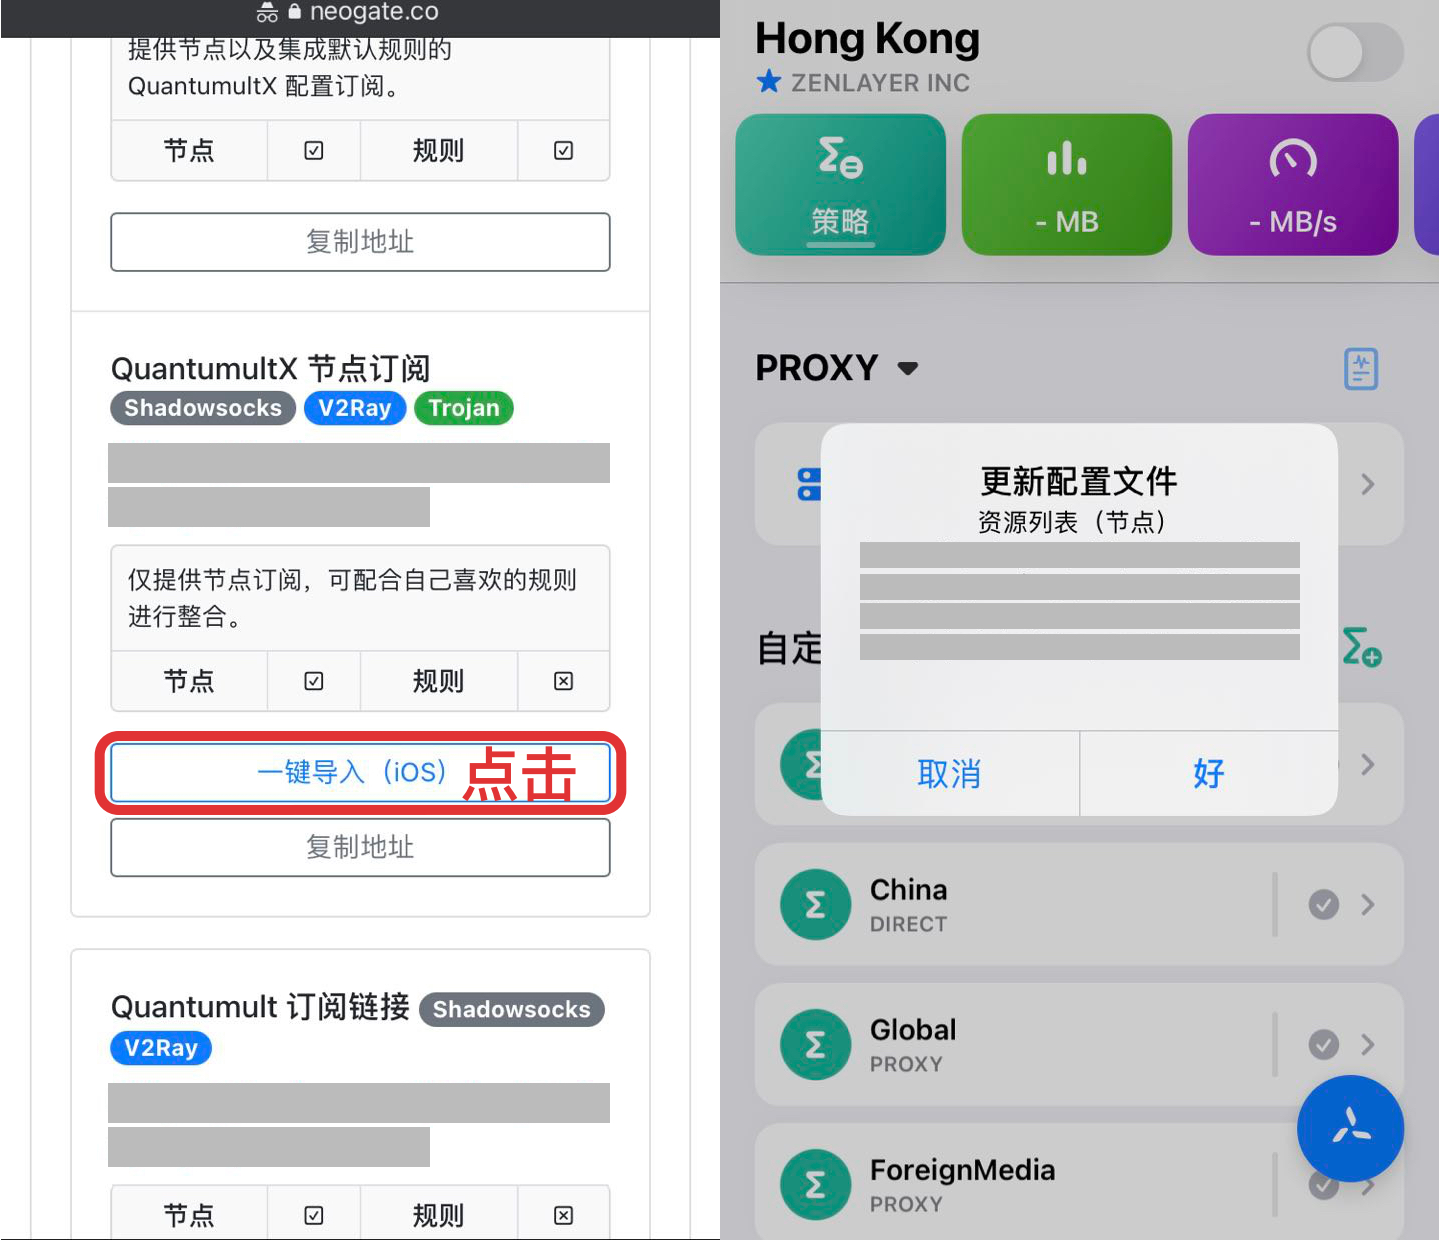 neogate.co
提供节点以及集成默认规则的
QuantumultX 配置订阅。
节点
规则
复制地址
QuantumultX 节点订阅
Shadowsocks
V2Ray
Trojan
仅提供节点订阅，可配合自己喜欢的规则
进行整合。
节点
规则
一键导入（iOS）
点击
复制地址
Quantumult 订阅链接
Shadowsocks
V2Ray
节点
规则
Hong Kong
ZENLAYER INC
策略
- MB
- MB/s
PROXY
更新配置文件
资源列表（节点）
自定
取消
好
China
DIRECT
Global
PROXY
ForeignMedia
PROXY